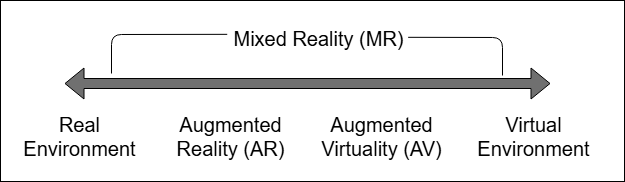 Mixed Reality (MR)
Real Environment
Augmented Reality (AR)
Augmented Virtuality (AV)
Virtual Environment